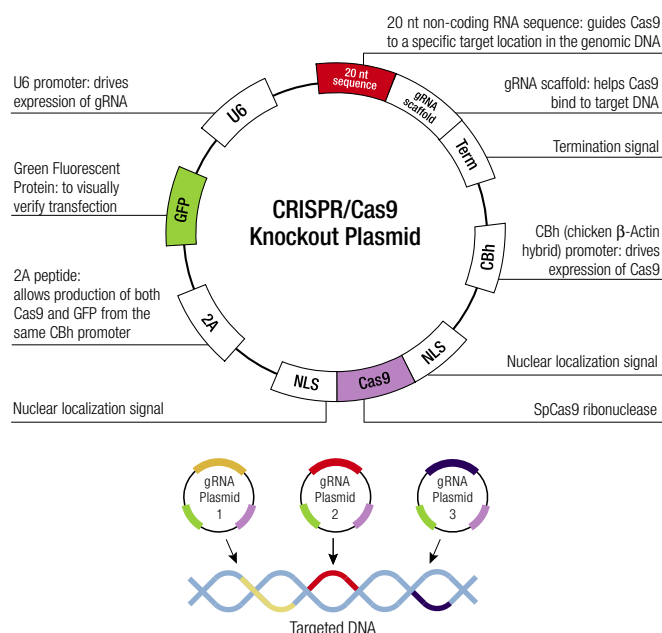 20 nt non-coding RNA sequence: guides Cas9
to a specific target location in the genomic DNA
U6 promoter: drives
expression of gRNA
20 nt
sequence
gRNA
scaffold
gRNA scaffold: helps Cas9
bind to target DNA
U6
Term
Termination signal
Green Fluorescent
Protein: to visually
verify transfection
GFP
CRISPR/Cas9
Knockout Plasmid
CBh
CBh (chicken β-Actin
hybrid) promoter: drives
expression of Cas9
2A peptide:
allows production of both
Cas9 and GFP from the
same CBh promoter
2A
NLS
Cas9
NLS
Nuclear localization signal
Nuclear localization signal
SpCas9 ribonuclease
gRNA
Plasmid
1
gRNA
Plasmid
2
gRNA
Plasmid
3
Targeted DNA